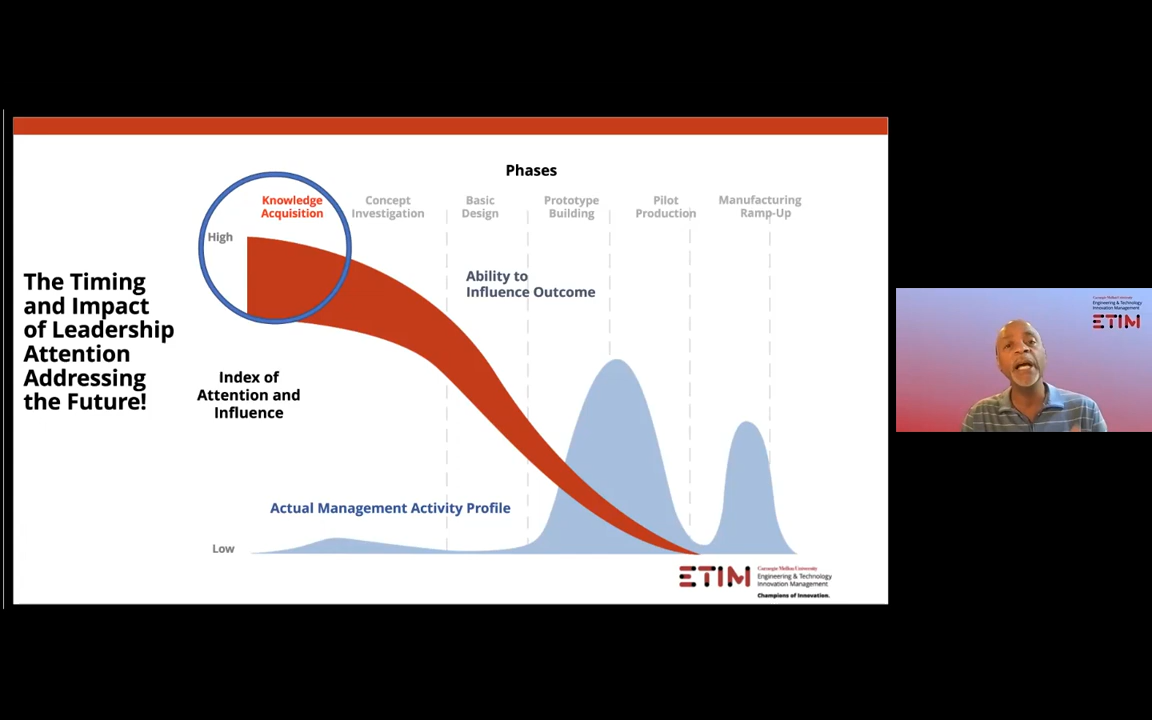 Phases
Knowledge
Acquisition
Concept
Investigation
Basic
Design
Prototype
Building
Pilot
Production
Manufacturing
Ramp-Up
High
The Timing
and Impact
of Leadership
Attention
Addressing
the Future!
Ability to
Influence Outcome
Index of
Attention and
Influence
Actual Management Activity Profile
Low
ETIM
Carnegie Mellon University
Engineering & Technology
Innovation Management
Champions of Innovation.
Carnegie Mellon University
Engineering & Technology
Innovation Management
ETIM